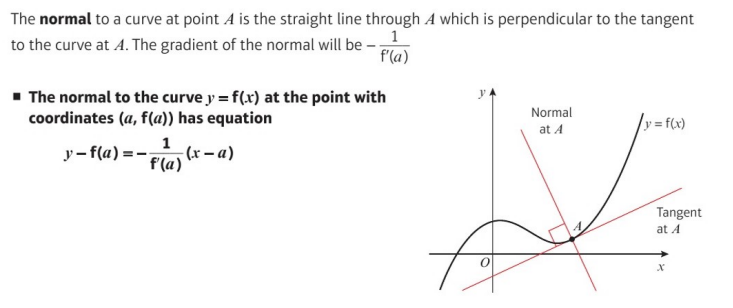 The normal to a curve at point A is the straight line through A which is perpendicular to the tangent
to the curve at A. The gradient of the normal will be − 1/f′(a)
■ The normal to the curve y = f(x) at the point with
coordinates (a, f(a)) has equation
y − f(a) = − 1/f′(a) (x − a)
y
Normal
at A
y = f(x)
A
Tangent
at A
O
x